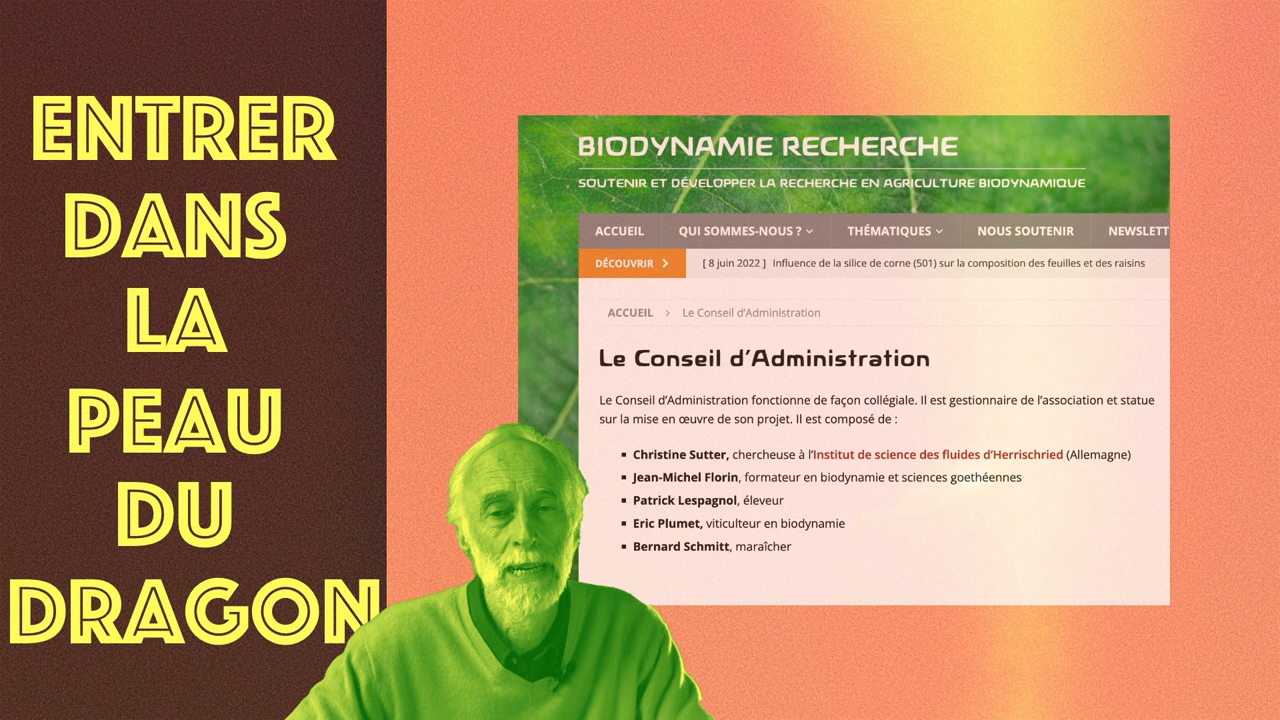 ENTRER
DANS
LA
PEAU
DU
DRAGON
BIODYNAMIE RECHERCHE
SOUTENIR ET DÉVELOPPER LA RECHERCHE EN AGRICULTURE BIODYNAMIQUE
ACCUEIL QUI SOMMES-NOUS ? THÉMATIQUES NOUS SOUTENIR NEWSLETT
DÉCOUVRIR [ 8 juin 2022 ] Influence de la silice de corne (501) sur la composition des feuilles et des raisins
ACCUEIL > Le Conseil d'Administration
Le Conseil d'Administration
Le Conseil d'Administration fonctionne de façon collégiale. Il est gestionnaire de l'association et statue
sur la mise en œuvre de son projet. Il est composé de :
▪ Christine Sutter, chercheuse à l'Institut de science des fluides d'Herrischried (Allemagne)
▪ Jean-Michel Florin, formateur en biodynamie et sciences goethéennes
▪ Patrick Lespagnol, éleveur
▪ Eric Plumet, viticulteur en biodynamie
▪ Bernard Schmitt, maraîcher